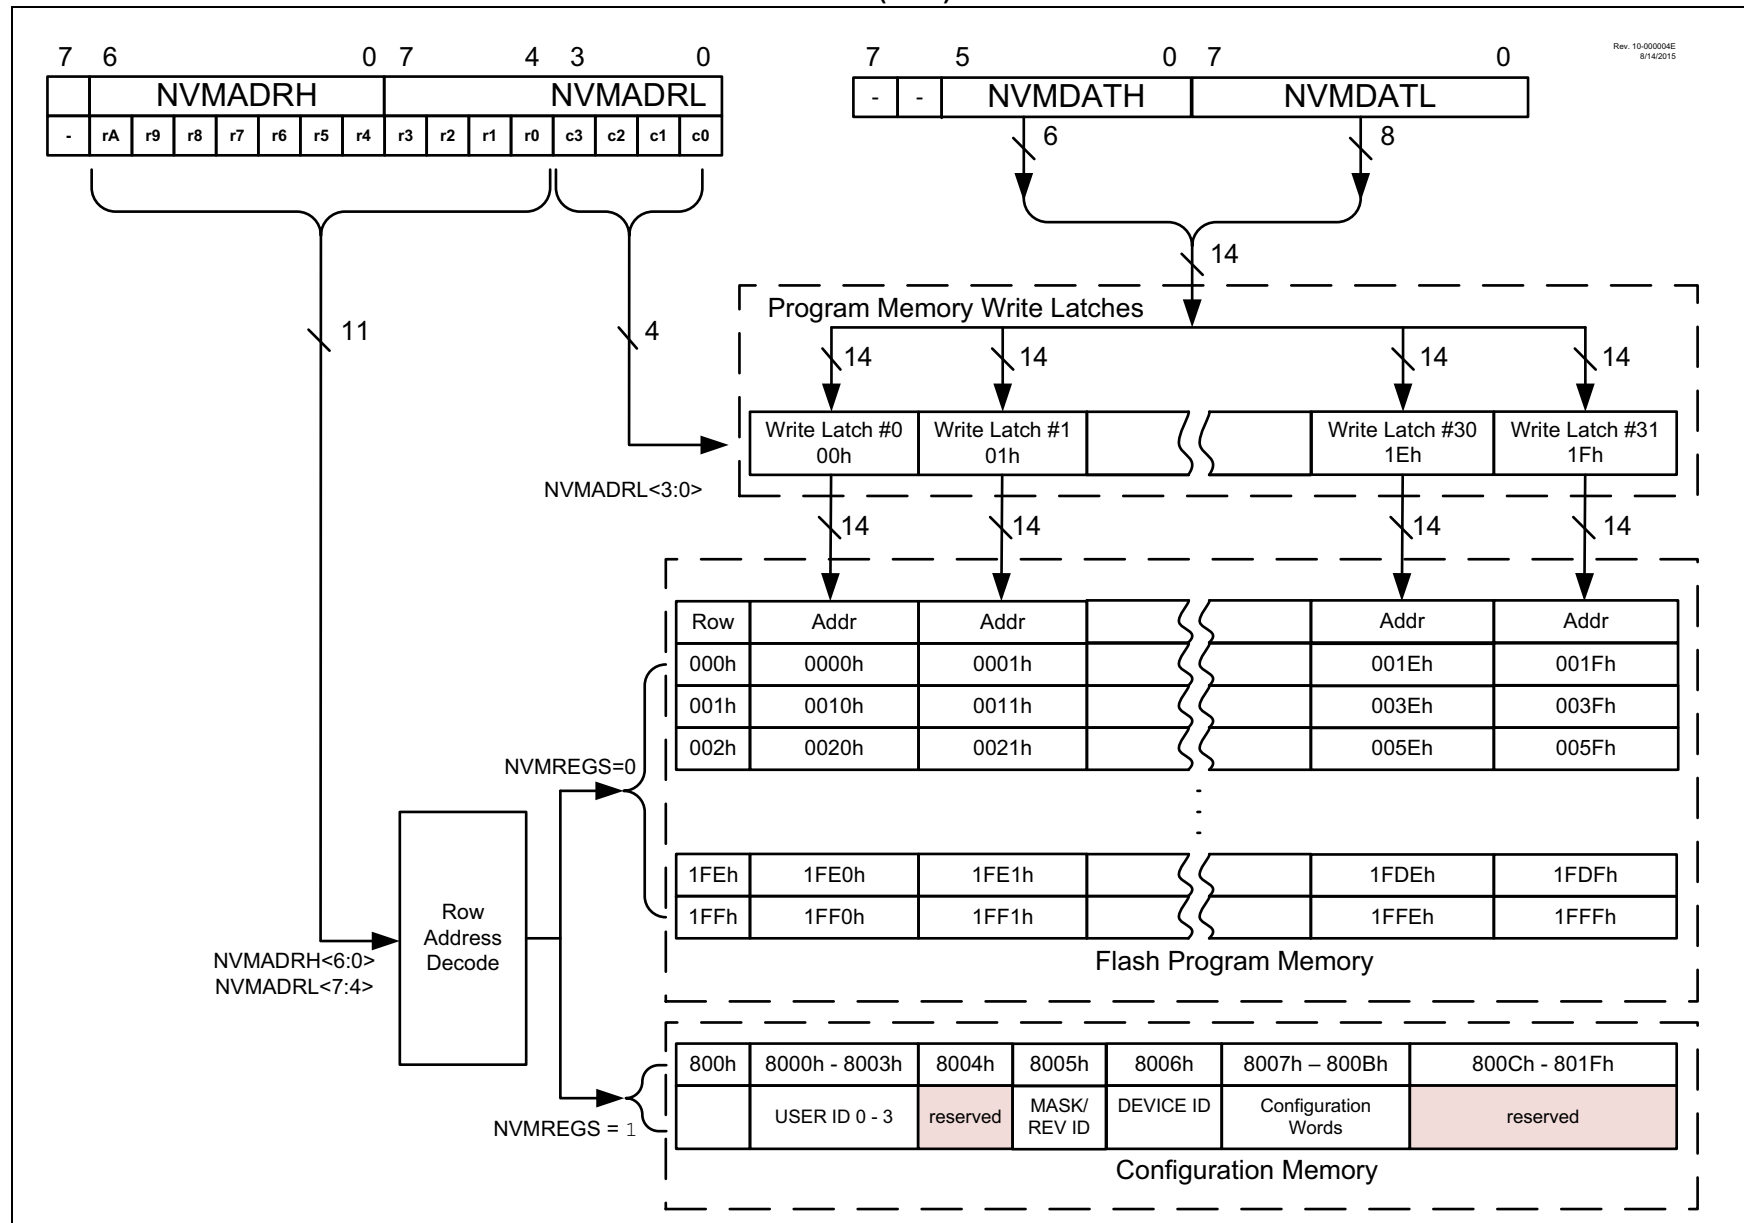 7 6 0 7 4 3 0
7 5 0 7 0
Rev. 10-000004E
8/14/2015
NVMADRH NVMADRL
- - NVMDATH NVMDATL
- rA r9 r8 r7 r6 r5 r4 r3 r2 r1 r0 c3 c2 c1 c0
6 8
14
11 4
Program Memory Write Latches
14 14 14 14
Write Latch #0 Write Latch #1 Write Latch #30 Write Latch #31
00h 01h 1Eh 1Fh
NVMADRL<3:0>
14 14 14 14
Row Addr Addr Addr Addr
000h 0000h 0001h 001Eh 001Fh
001h 0010h 0011h 003Eh 003Fh
002h 0020h 0021h 005Eh 005Fh
NVMREGS=0
1FEh 1FE0h 1FE1h 1FDEh 1FDFh
1FFh 1FF0h 1FF1h 1FFEh 1FFFh
Row
Address
Decode
NVMADRH<6:0>
NVMADRL<7:4>
Flash Program Memory
800h 8000h - 8003h 8004h 8005h 8006h 8007h – 800Bh 800Ch - 801Fh
USER ID 0 - 3 reserved MASK/ DEVICE ID Configuration reserved
REV ID Words
NVMREGS = 1
Configuration Memory